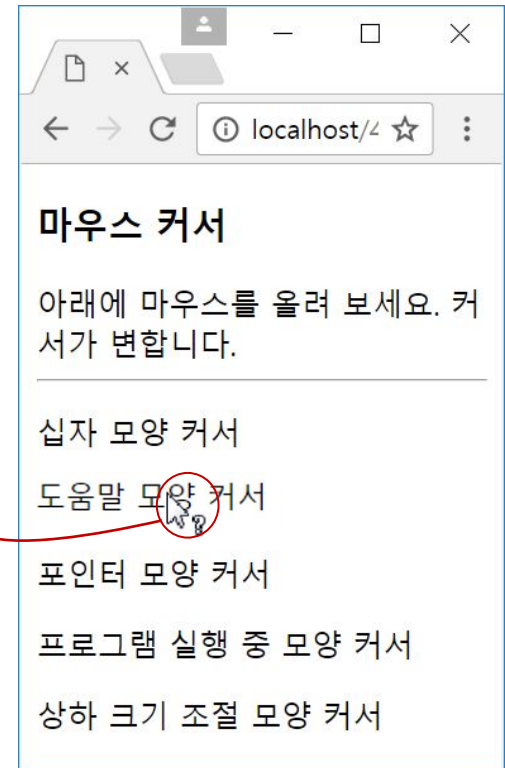 localhost/4
마우스 커서
아래에 마우스를 올려 보세요. 커
서가 변합니다.
십자 모양 커서
도움말 모양 커서
포인터 모양 커서
프로그램 실행 중 모양 커서
상하 크기 조절 모양 커서